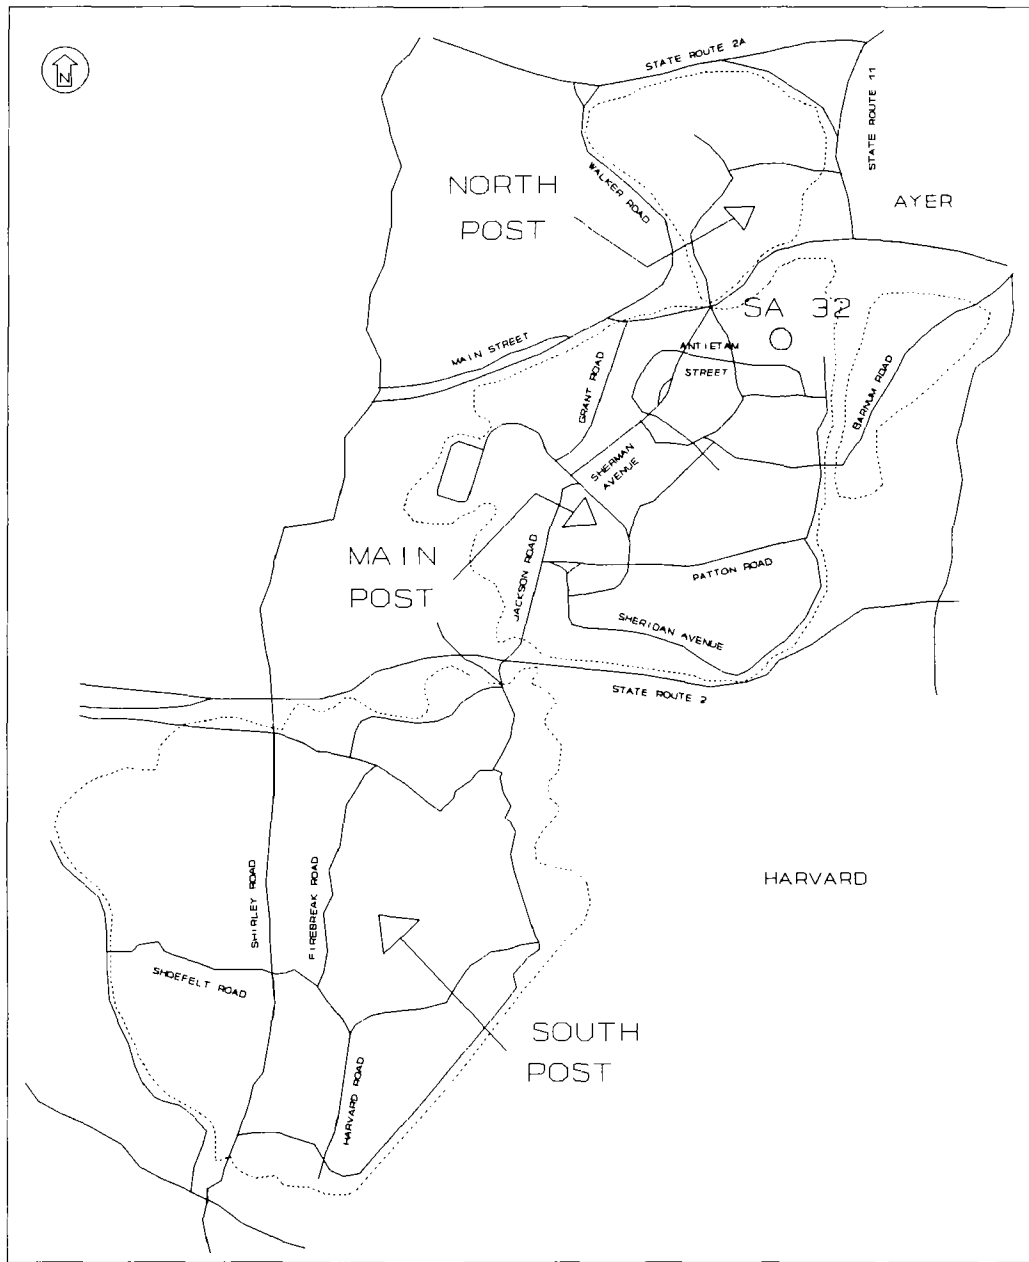 N
STATE ROUTE 2A
STATE ROUTE 11
WALKER ROAD
NORTH
POST
AYER
SA 32
MAIN STREET
ANTIETAM
STREET
GRANT ROAD
BARNUM ROAD
SHERMAN
AVENUE
MAIN
POST
JACKSON ROAD
PATTON ROAD
SHERIDAN AVENUE
STATE ROUTE 2
SHIRLEY ROAD
FIREBREAK ROAD
HARVARD
SHOEFELT ROAD
SOUTH
POST
HARVARD ROAD